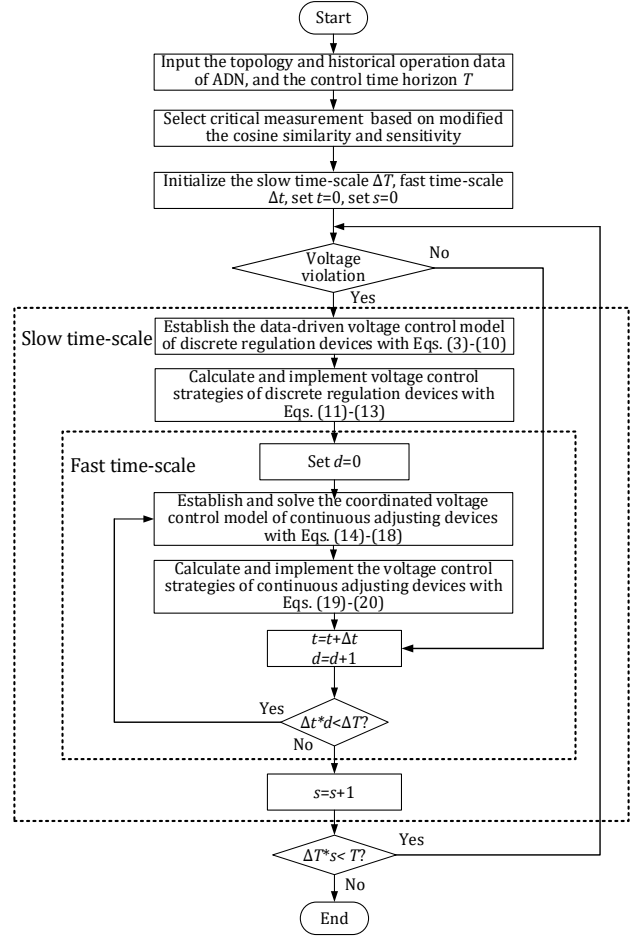 Start
Input the topology and historical operation data
of ADN, and the control time horizon T
Select critical measurement based on modified
the cosine similarity and sensitivity
Initialize the slow time-scale ΔT, fast time-scale
Δt, set t=0, set s=0
Voltage
violation
No
Yes
Slow time-scale
Establish the data-driven voltage control model
of discrete regulation devices with Eqs. (3)-(10)
Calculate and implement voltage control
strategies of discrete regulation devices with
Eqs. (11)-(13)
Fast time-scale
Set d=0
Establish and solve the coordinated voltage
control model of continuous adjusting devices
with Eqs. (14)-(18)
Calculate and implement the voltage control
strategies of continuous adjusting devices with
Eqs. (19)-(20)
t=t+Δt
d=d+1
Yes
Δt*d<ΔT?
No
s=s+1
Yes
ΔT*s< T?
No
End